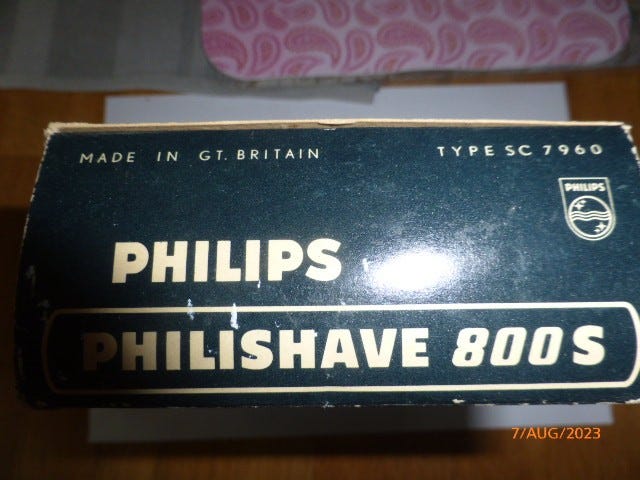 MADE IN GT. BRITAIN
TYPE SC 7960
PHILIPS
PHILIPS
PHILISHAVE 800S
7/AUG/2023